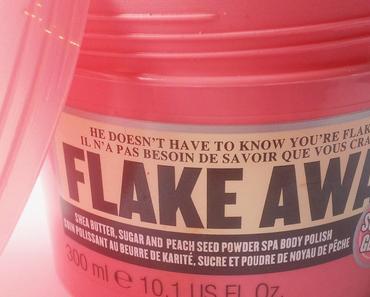 HE DOESN'T HAVE TO KNOW YOU'RE FLAK
IL N'A PAS BESOIN DE SAVOIR QUE VOUS CRA
FLAKE AWA
SHEA BUTTER, SUGAR AND PEACH SEED POWDER SPA BODY POLISH
SOIN POLISSANT AU BEURRE DE KARITÉ, SUCRE ET POUDRE DE NOYAU DE PÊCHE
300 ml ℮ 10.1 US Fl. Oz.